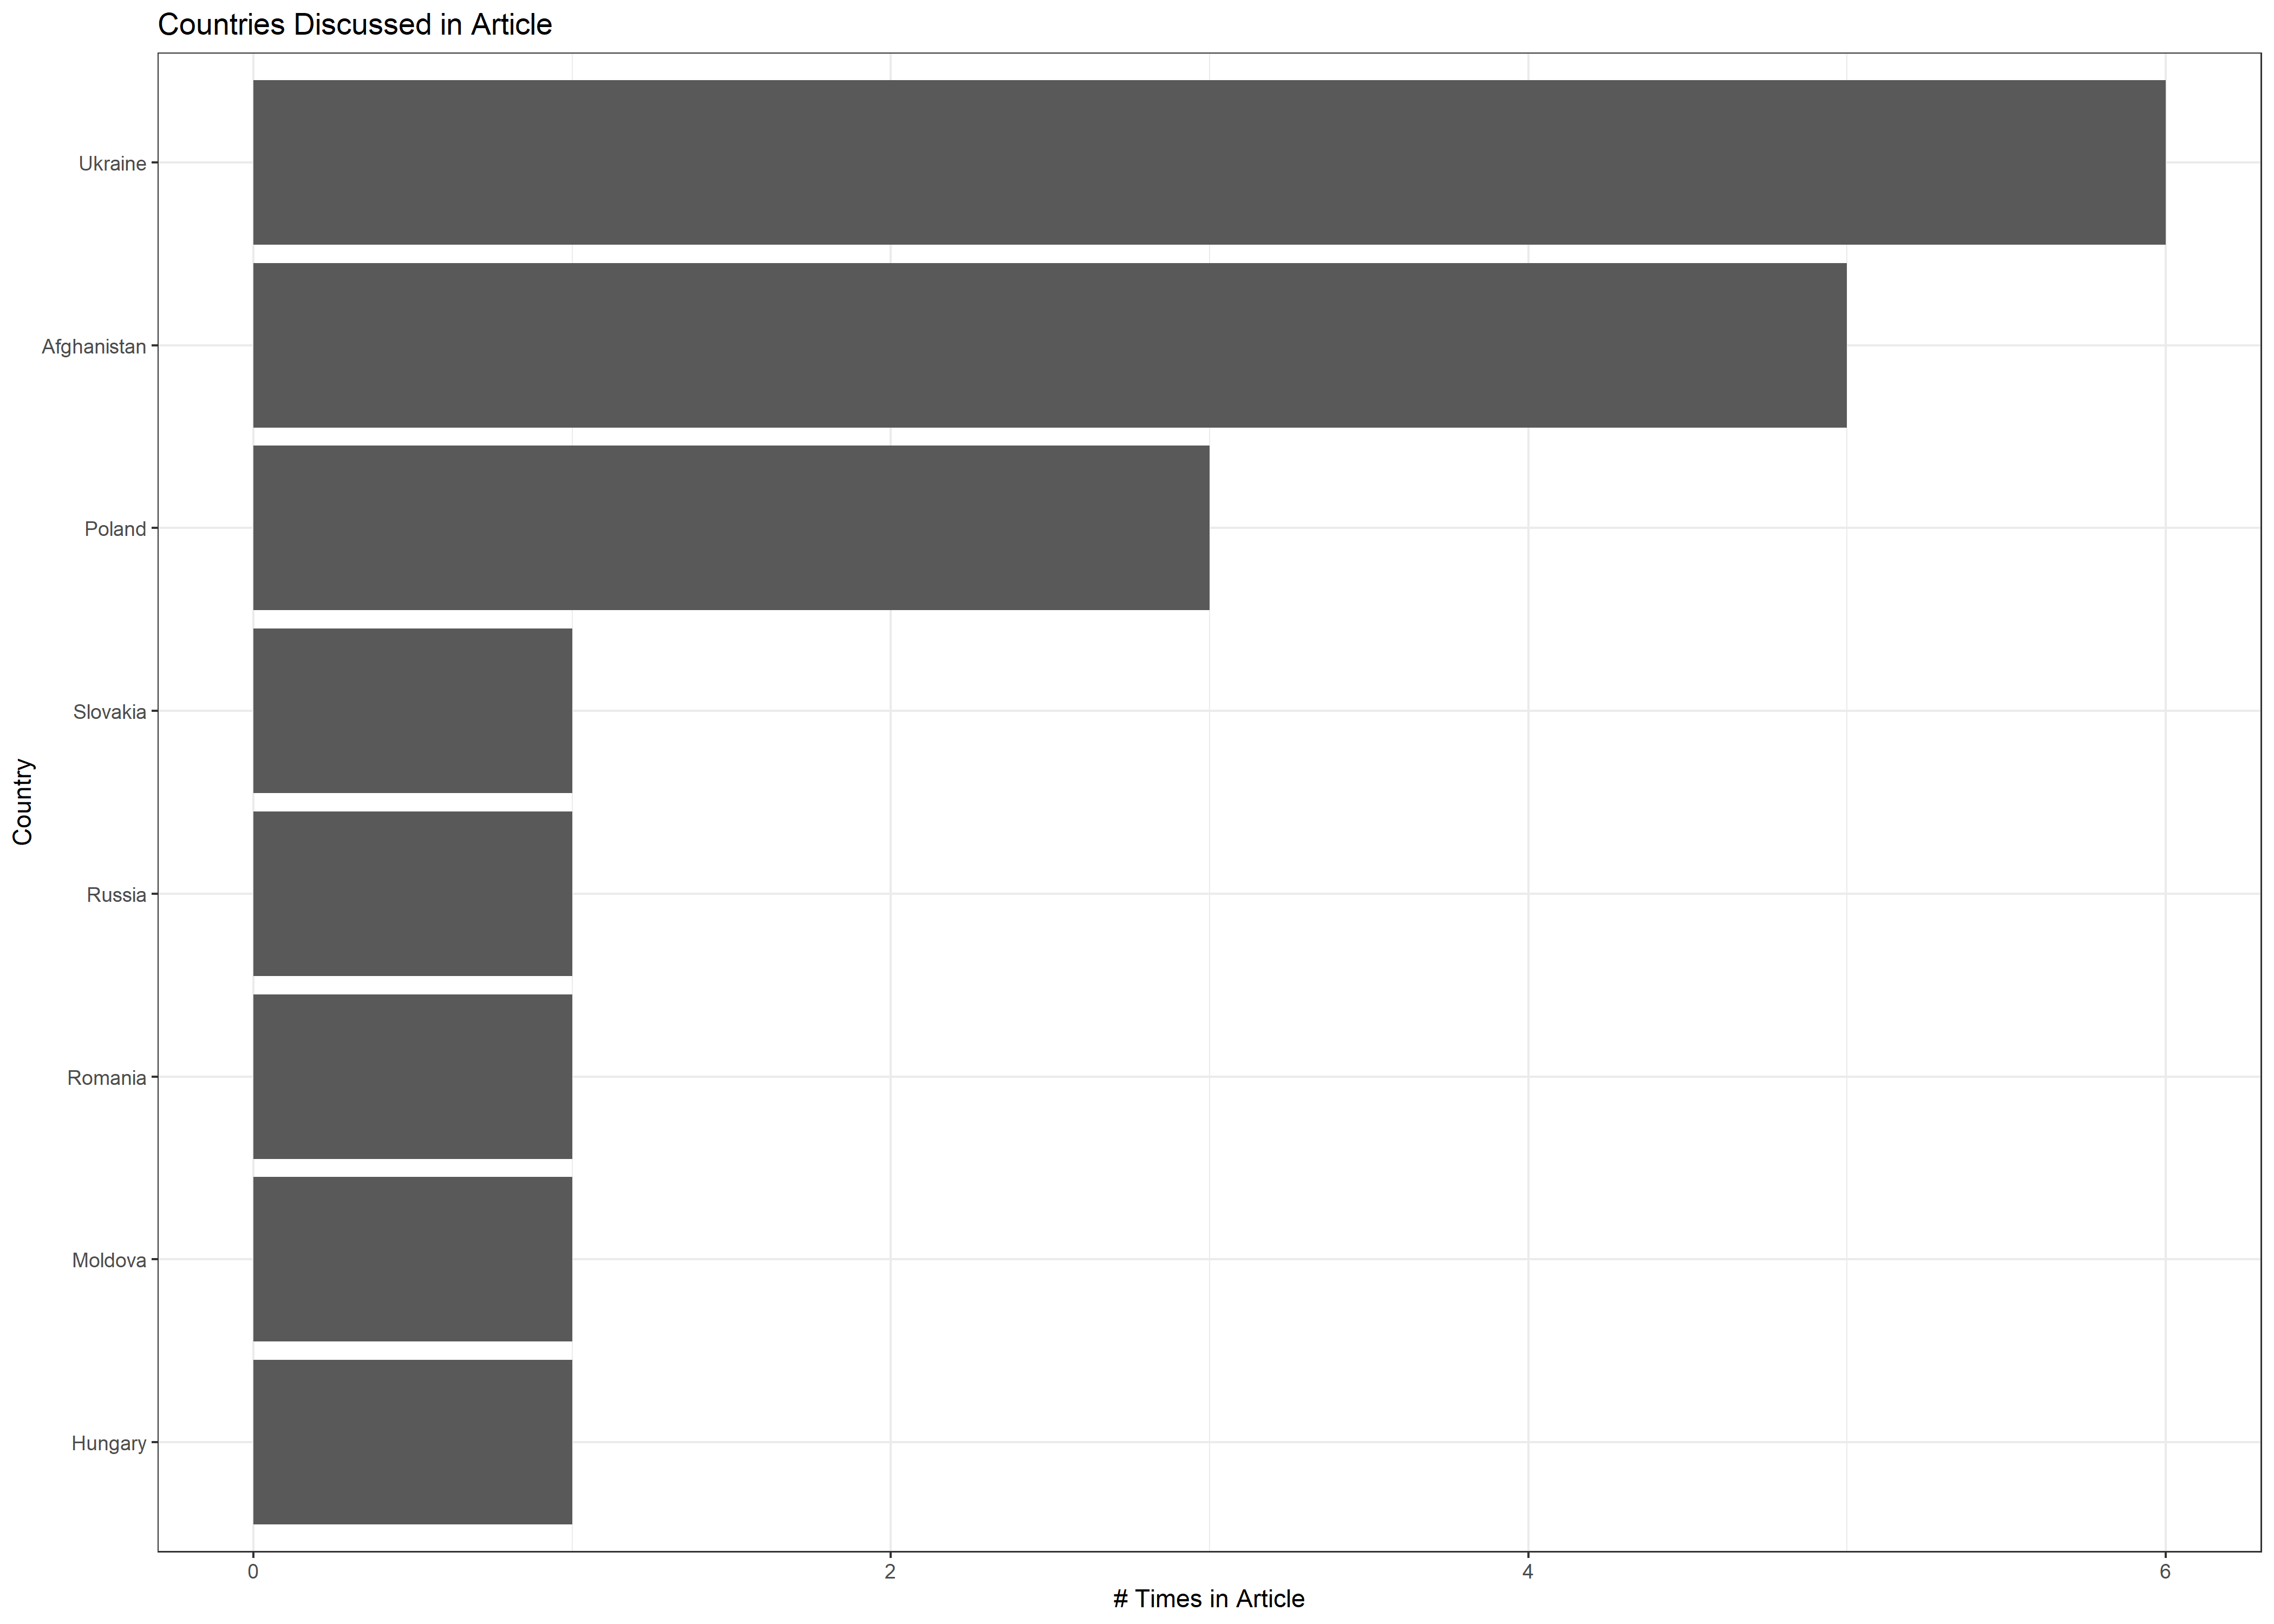 Countries Discussed in Article
Ukraine
Afghanistan
Poland
Slovakia
Russia
Romania
Moldova
Hungary
Country
0 2 4 6
# Times in Article